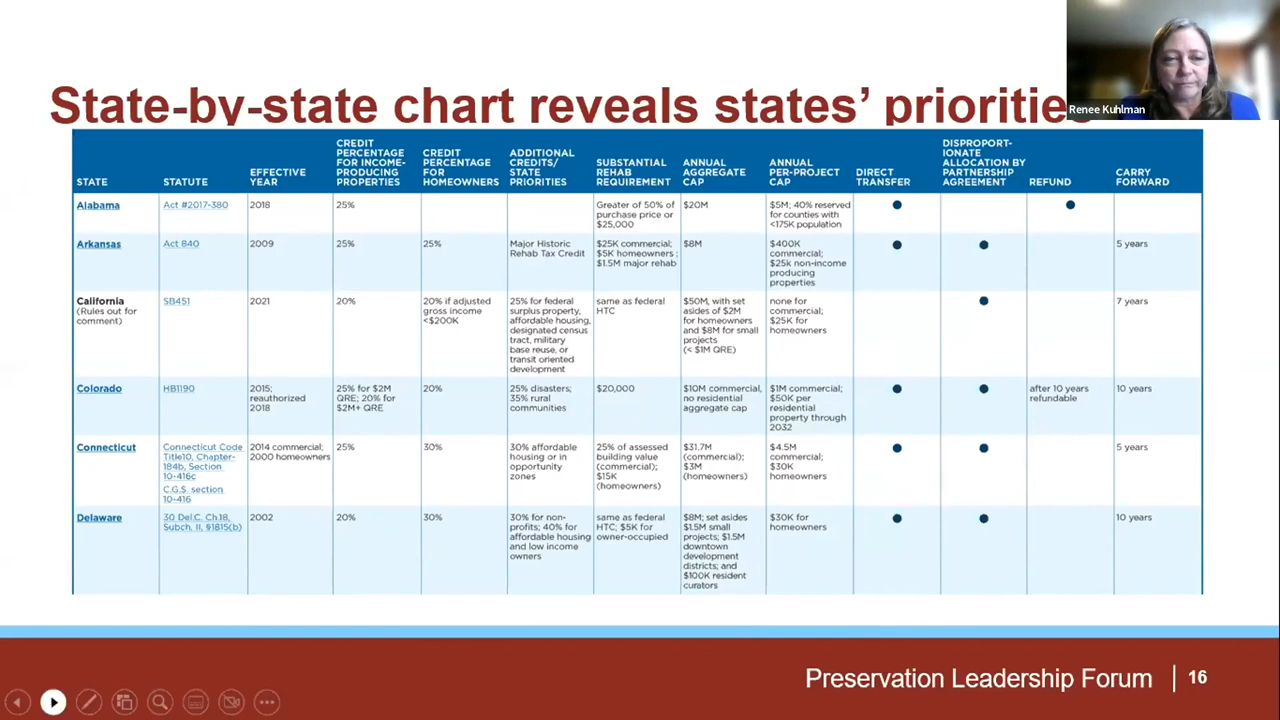 State-by-state chart reveals states' priorities
Renee Kuhlman
STATE
STATUTE
EFFECTIVE
YEAR
CREDIT
PERCENTAGE
FOR INCOME-
PRODUCING
PROPERTIES
CREDIT
PERCENTAGE
FOR
HOMEOWNERS
ADDITIONAL
CREDITS/
STATE
PRIORITIES
SUBSTANTIAL
REHAB
REQUIREMENT
ANNUAL
AGGREGATE
CAP
ANNUAL
PER-PROJECT
CAP
DIRECT
TRANSFER
DISPROPORT-
IONATE
ALLOCATION BY
PARTNERSHIP
AGREEMENT
REFUND
CARRY
FORWARD
Alabama
Act #2017-380
2018
25%
Greater of 50% of
purchase price or
$25,000
$20M
$5M; 40% reserved
for counties with
<175K population
Arkansas
Act 840
2009
25%
25%
Major Historic
Rehab Tax Credit
$25K commercial;
$5K homeowners ;
$1.5M major rehab
$8M
$400K
commercial;
$25k non-income
producing
properties
5 years
California
(Rules out for
comment)
SB451
2021
20%
20% if adjusted
gross income
<$200K
25% for federal
surplus property,
affordable housing,
designated census
tract, military
base reuse, or
transit oriented
development
same as federal
HTC
$50M, with set
asides of $2M
for homeowners
and $8M for small
projects
(< $1M QRE)
none for
commercial;
$25K for
homeowners
7 years
Colorado
HB1190
2015;
reauthorized
2018
25% for $2M
QRE; 20% for
$2M+ QRE
20%
25% disasters;
35% rural
communities
$20,000
$10M commercial,
no residential
aggregate cap
$1M commercial;
$50K per
residential
property through
2032
after 10 years
refundable
10 years
Connecticut
Connecticut Code
Title10, Chapter-
184b, Section
10-416c
C.G.S. section
10-416
2014 commercial;
2000 homeowners
25%
30%
30% affordable
housing or in
opportunity
zones
25% of assessed
building value
(commercial);
$15K
(homeowners)
$31.7M
(commercial);
$3M
(homeowners)
$4.5M
commercial;
$30K
homeowners
5 years
Delaware
30 Del.C. Ch.18,
Subch. II, §1815(b)
2002
20%
30%
30% for non-
profits; 40% for
affordable housing
and low income
owners
same as federal
HTC; $5K for
owner-occupied
$8M; set asides
$1.5M small
projects; $1.5M
downtown
development
districts; and
$100K resident
curators
$30K for
homeowners
10 years
Preservation Leadership Forum
16